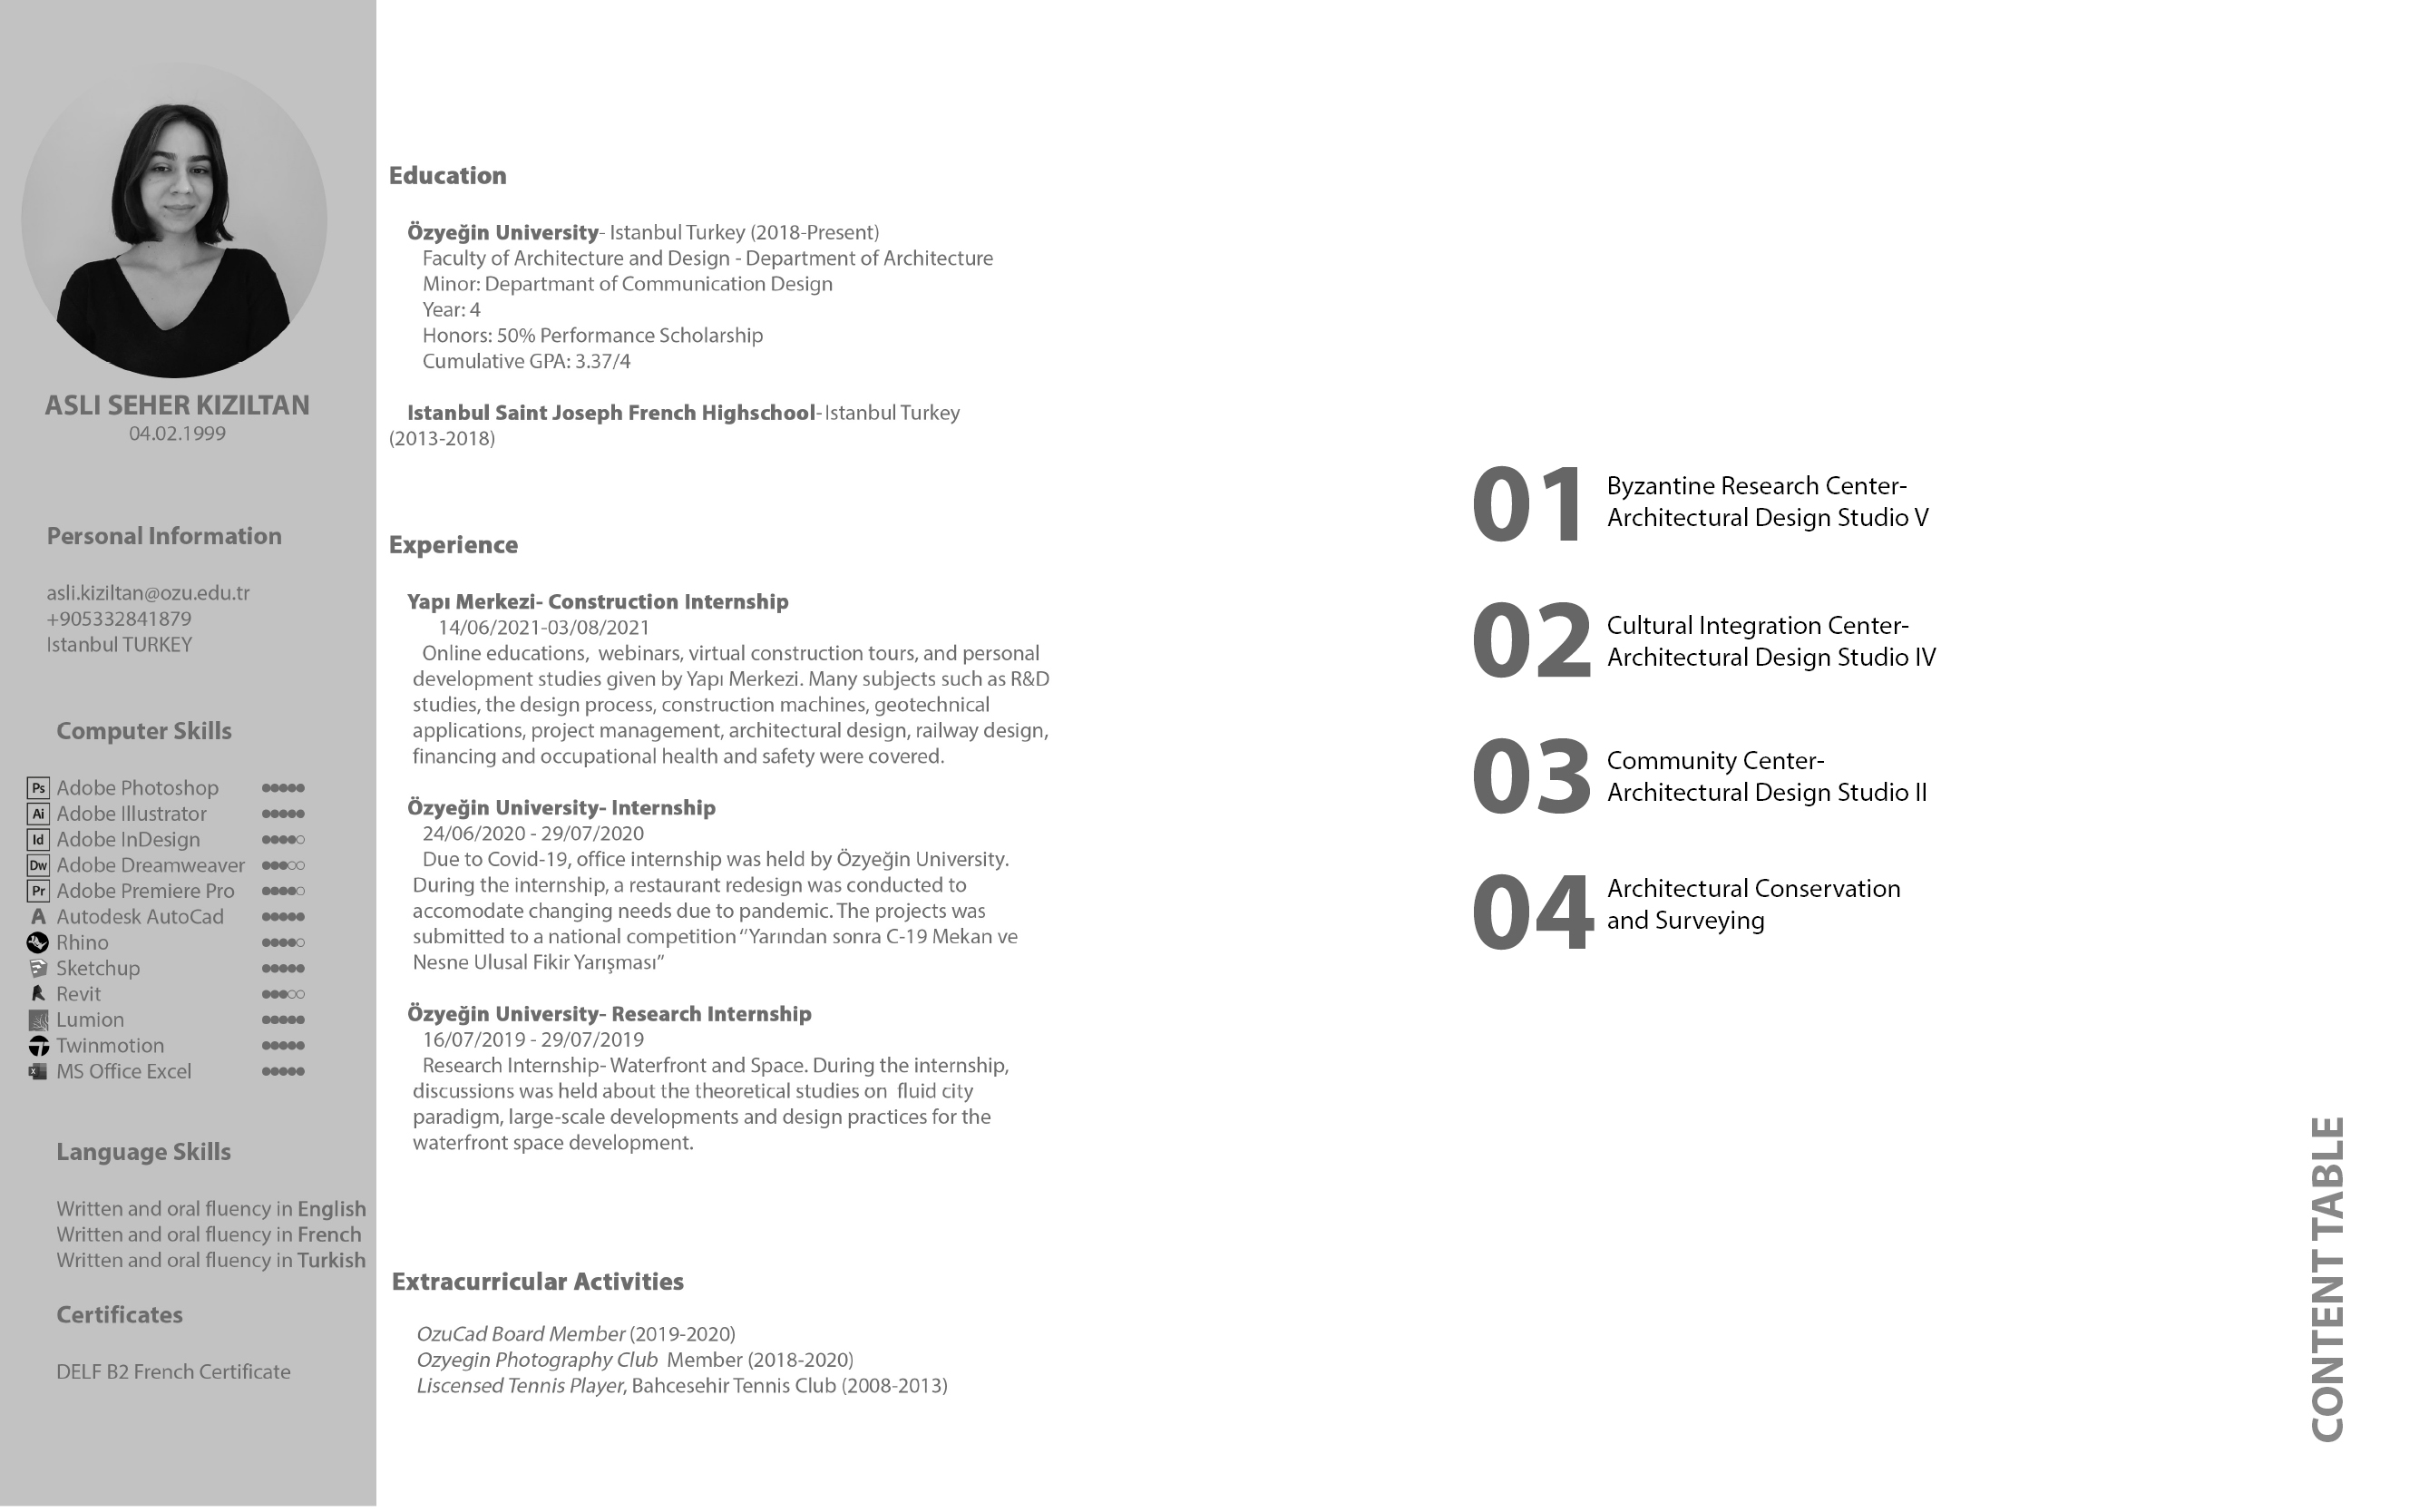 ASLI SEHER KIZILTAN
04.02.1999
Personal Information
asli.kiziltan@ozu.edu.tr
+905332841879
Istanbul TURKEY
Computer Skills
Ps Adobe Photoshop
Ai Adobe Illustrator
Id Adobe InDesign
Dw Adobe Dreamweaver
Pr Adobe Premiere Pro
Autodesk AutoCad
Rhino
Sketchup
Revit
Lumion
Twinmotion
MS Office Excel
Language Skills
Written and oral fluency in English
Written and oral fluency in French
Written and oral fluency in Turkish
Certificates
DELF B2 French Certificate
Education
Özyeğin University- Istanbul Turkey (2018-Present)
Faculty of Architecture and Design - Department of Architecture
Minor: Departmant of Communication Design
Year: 4
Honors: 50% Performance Scholarship
Cumulative GPA: 3.37/4
Istanbul Saint Joseph French Highschool- Istanbul Turkey
(2013-2018)
Experience
Yapı Merkezi- Construction Internship
14/06/2021-03/08/2021
Online educations,  webinars, virtual construction tours, and personal
development studies given by Yapı Merkezi. Many subjects such as R&D
studies, the design process, construction machines, geotechnical
applications, project management, architectural design, railway design,
financing and occupational health and safety were covered.
Özyeğin University- Internship
24/06/2020 - 29/07/2020
Due to Covid-19, office internship was held by Özyeğin University.
During the internship, a restaurant redesign was conducted to
accomodate changing needs due to pandemic. The projects was
submitted to a national competition ‘’Yarından sonra C-19 Mekan ve
Nesne Ulusal Fikir Yarışması”
Özyeğin University- Research Internship
16/07/2019 - 29/07/2019
Research Internship- Waterfront and Space. During the internship,
discussions was held about the theoretical studies on  fluid city
paradigm, large-scale developments and design practices for the
waterfront space development.
Extracurricular Activities
OzuCad Board Member (2019-2020)
Ozyegin Photography Club  Member (2018-2020)
Liscensed Tennis Player, Bahcesehir Tennis Club (2008-2013)
01 Byzantine Research Center-
Architectural Design Studio V
02 Cultural Integration Center-
Architectural Design Studio IV
03 Community Center-
Architectural Design Studio II
04 Architectural Conservation
and Surveying
CONTENT TABLE